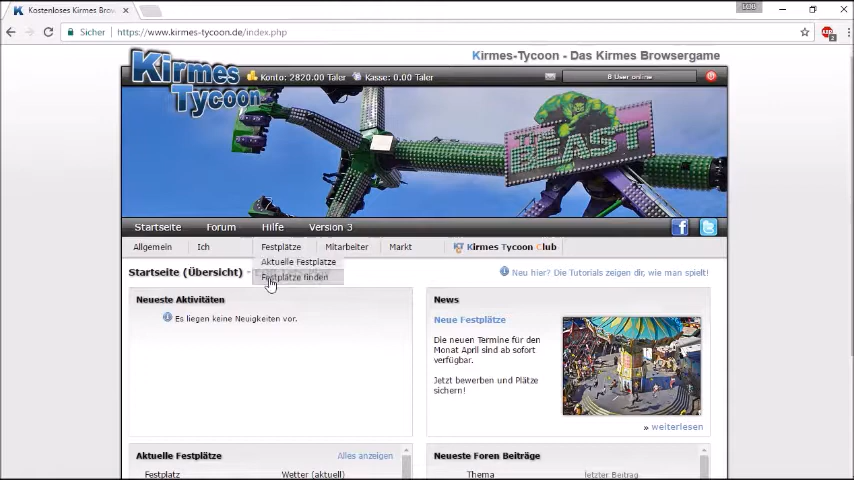 Kostenloses Kirmes Brow
Sicher
https://www.kirmes-tycoon.de/index.php
Kirmes-Tycoon - Das Kirmes Browsergame
Kirmes
Tycoon
Konto: 2820.00 Taler
Kasse: 0.00 Taler
8 User online
THE
BEAST
Startseite
Forum
Hilfe
Version 3
Allgemein
Ich
Festplätze
Mitarbeiter
Markt
Kirmes Tycoon Club
Aktuelle Festplätze
Festplätze finden
Startseite (Übersicht) -
Neu hier? Die Tutorials zeigen dir, wie man spielt!
Neueste Aktivitäten
Es liegen keine Neuigkeiten vor.
News
Neue Festplätze
Die neuen Termine für den
Monat April sind ab sofort
verfügbar.
Jetzt bewerben und Plätze
sichern!
» weiterlesen
Aktuelle Festplätze
Alles anzeigen
Festplatz
Wetter (aktuell)
Neueste Foren Beiträge
Thema
letzter Beitrag